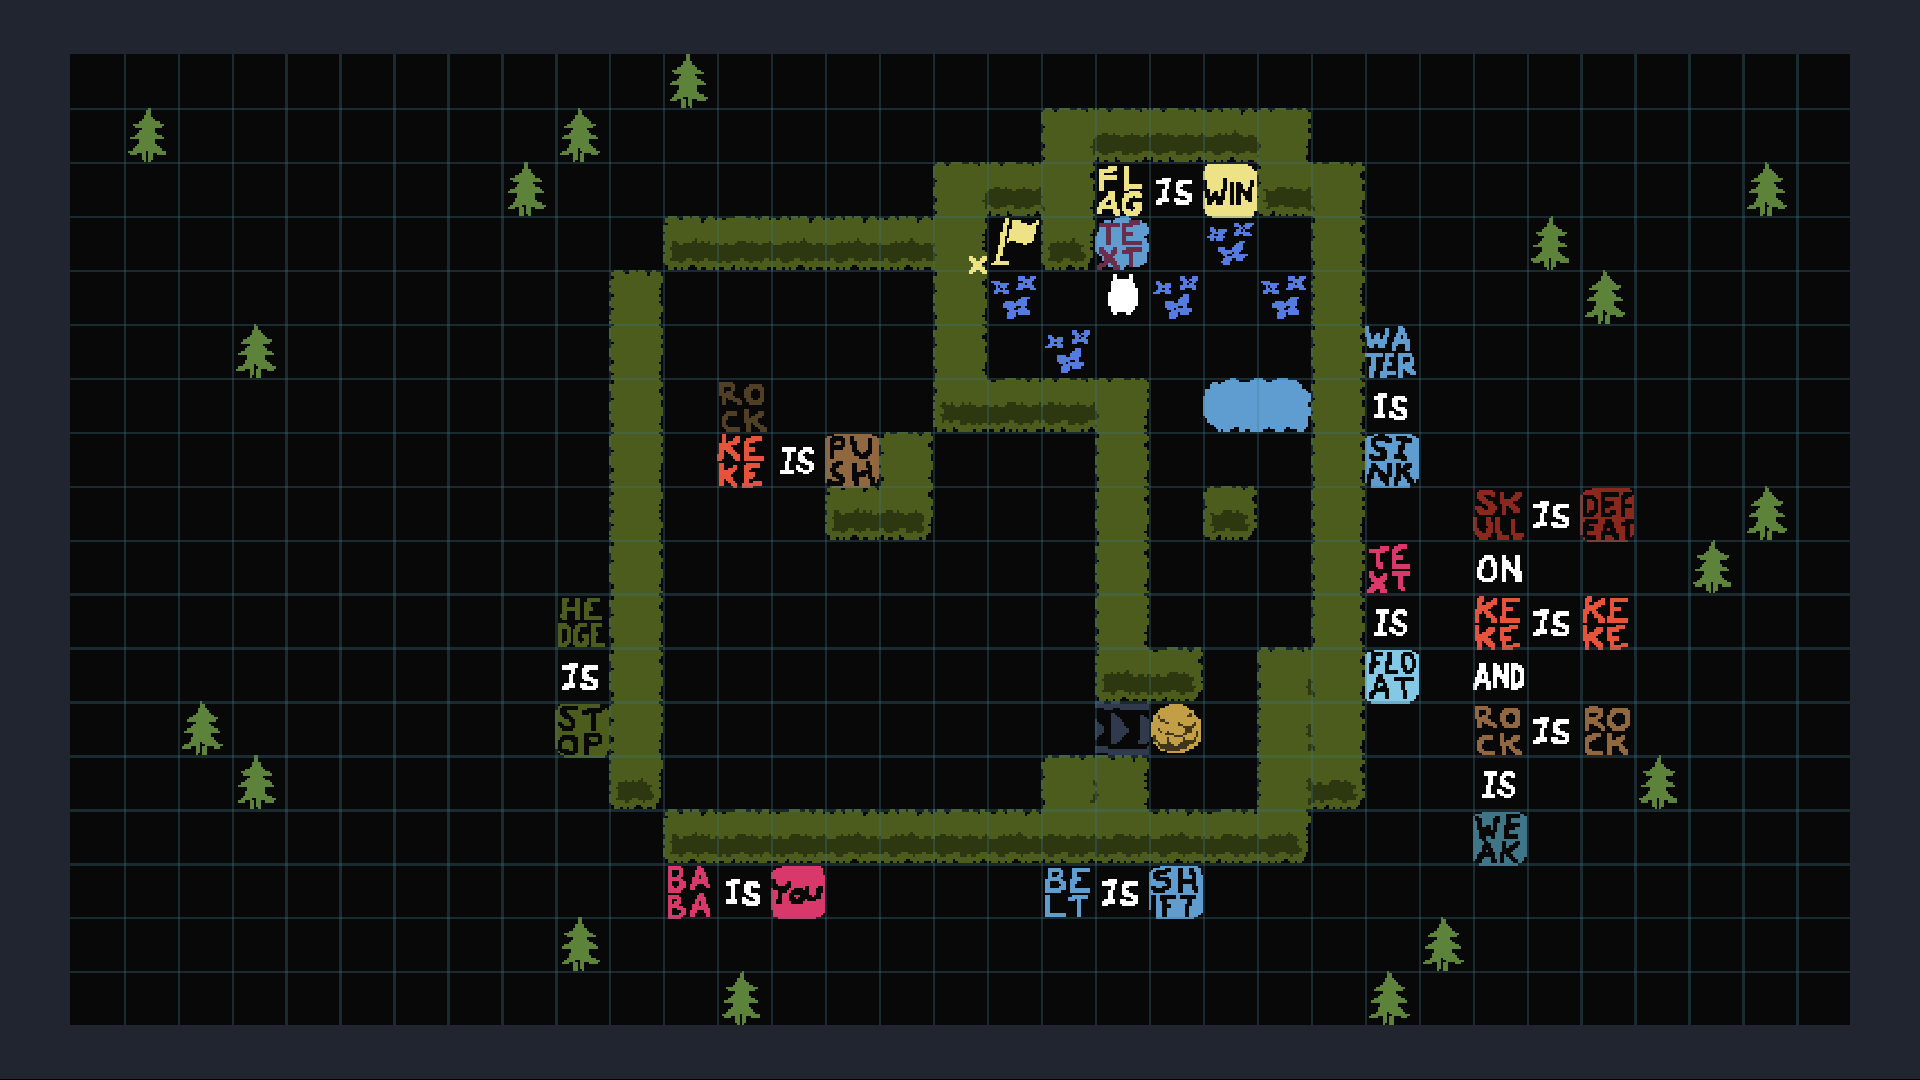 FLAG IS WIN
TEXT
WATER
ROCK
IS
KEKE IS PUSH
SINK
SKULL IS DEFEAT
TEXT
ON
HEDGE
IS
KEKE IS KEKE
IS
FLOAT
AND
STOP
ROCK IS ROCK
IS
WEAK
BABA IS YOU
BELT IS SHIFT